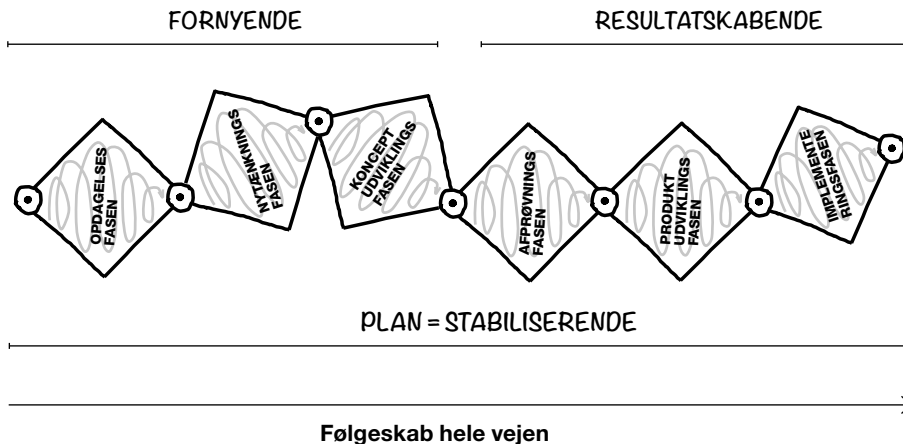 FORNYENDE
RESULTATSKABENDE
OPDAGELSES
FASEN
NYTÆNKNINGS
FASEN
KONCEPT
UDVIKLINGS
FASEN
AFPRØVNINGS
FASEN
PRODUKT
UDVIKLINGS
FASEN
IMPLEMENTE
RINGSFASEN
PLAN = STABILISERENDE
Følgeskab hele vejen